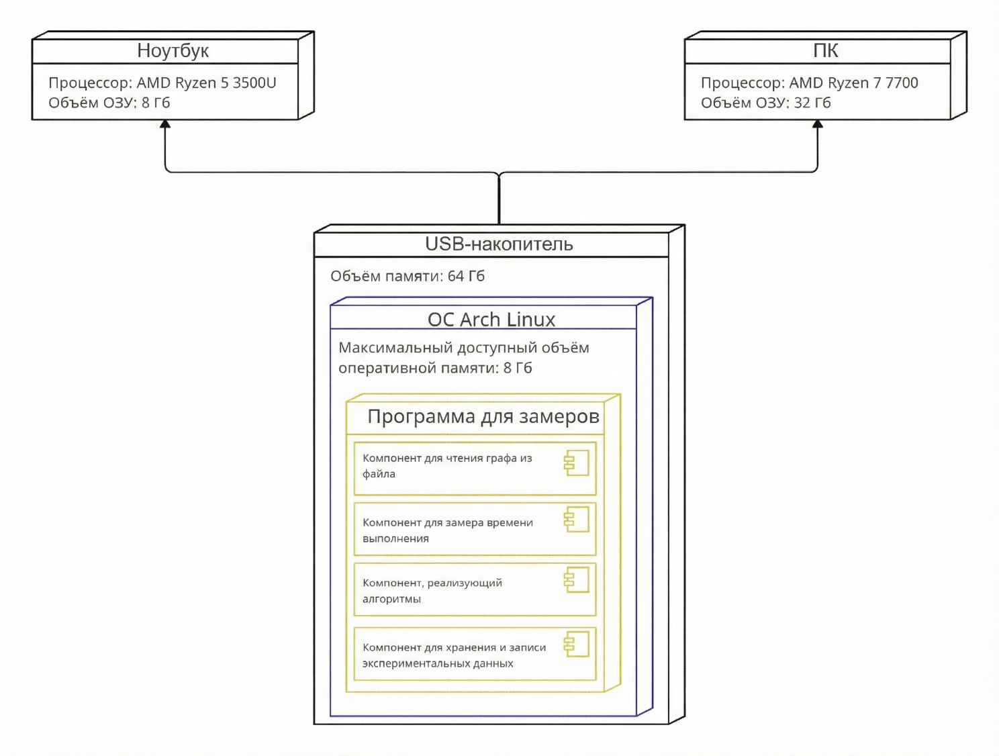 Ноутбук
Процессор: AMD Ryzen 5 3500U
Объём ОЗУ: 8 Гб
ПК
Процессор: AMD Ryzen 7 7700
Объём ОЗУ: 32 Гб
USB-накопитель
Объём памяти: 64 Гб
ОС Arch Linux
Максимальный доступный объём
оперативной памяти: 8 Гб
Программа для замеров
Компонент для чтения графа из
файла
Компонент для замера времени
выполнения
Компонент, реализующий
алгоритмы
Компонент для хранения и записи
экспериментальных данных